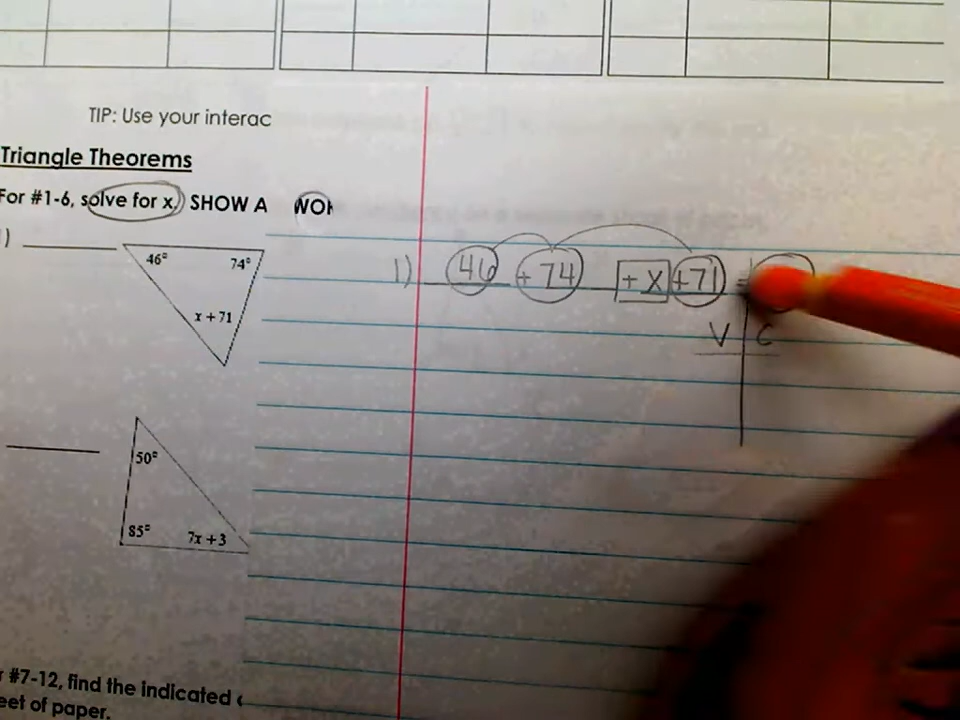 TIP: Use your interac
Triangle Theorems
For #1-6, solve for x, SHOW A WOR
1) 46° 74°
x + 71
1) 46 + 74 + x + 71 =
V C
50°
85° 7x + 3
#7-12, find the indicated
eet of paper.